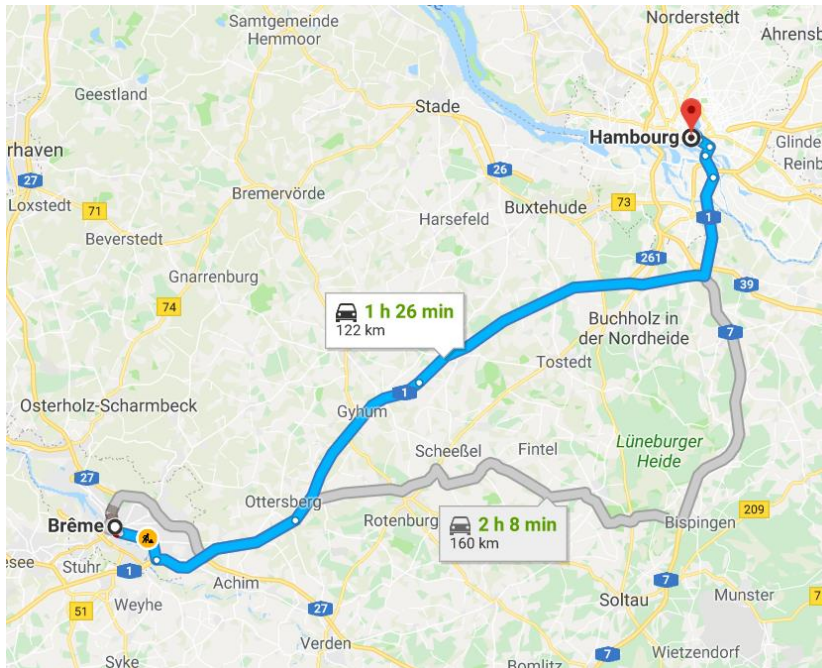 Samtgemeinde
Hemmoor
Norderstedt
Ahrensb
Geestland
Stade
Hambourg
Glinde
Reinb
rhaven
27
26
Loxstedt
71
Bremervörde
Buxtehude
73
Harsefeld
1
Beverstedt
261
Gnarrenburg
39
74
1 h 26 min
122 km
Buchholz in
der Nordheide
7
Tostedt
1
Osterholz-Scharmbeck
Gyhum
Scheeßel
Fintel
Lüneburger
Heide
27
Ottersberg
209
Brême
Rotenburg
2 h 8 min
160 km
Bispingen
esee
Stuhr
1
Achim
7
51
Weyhe
27
Soltau
Munster
7
Verden
7
Syke
Bomlitz
Wietzendorf